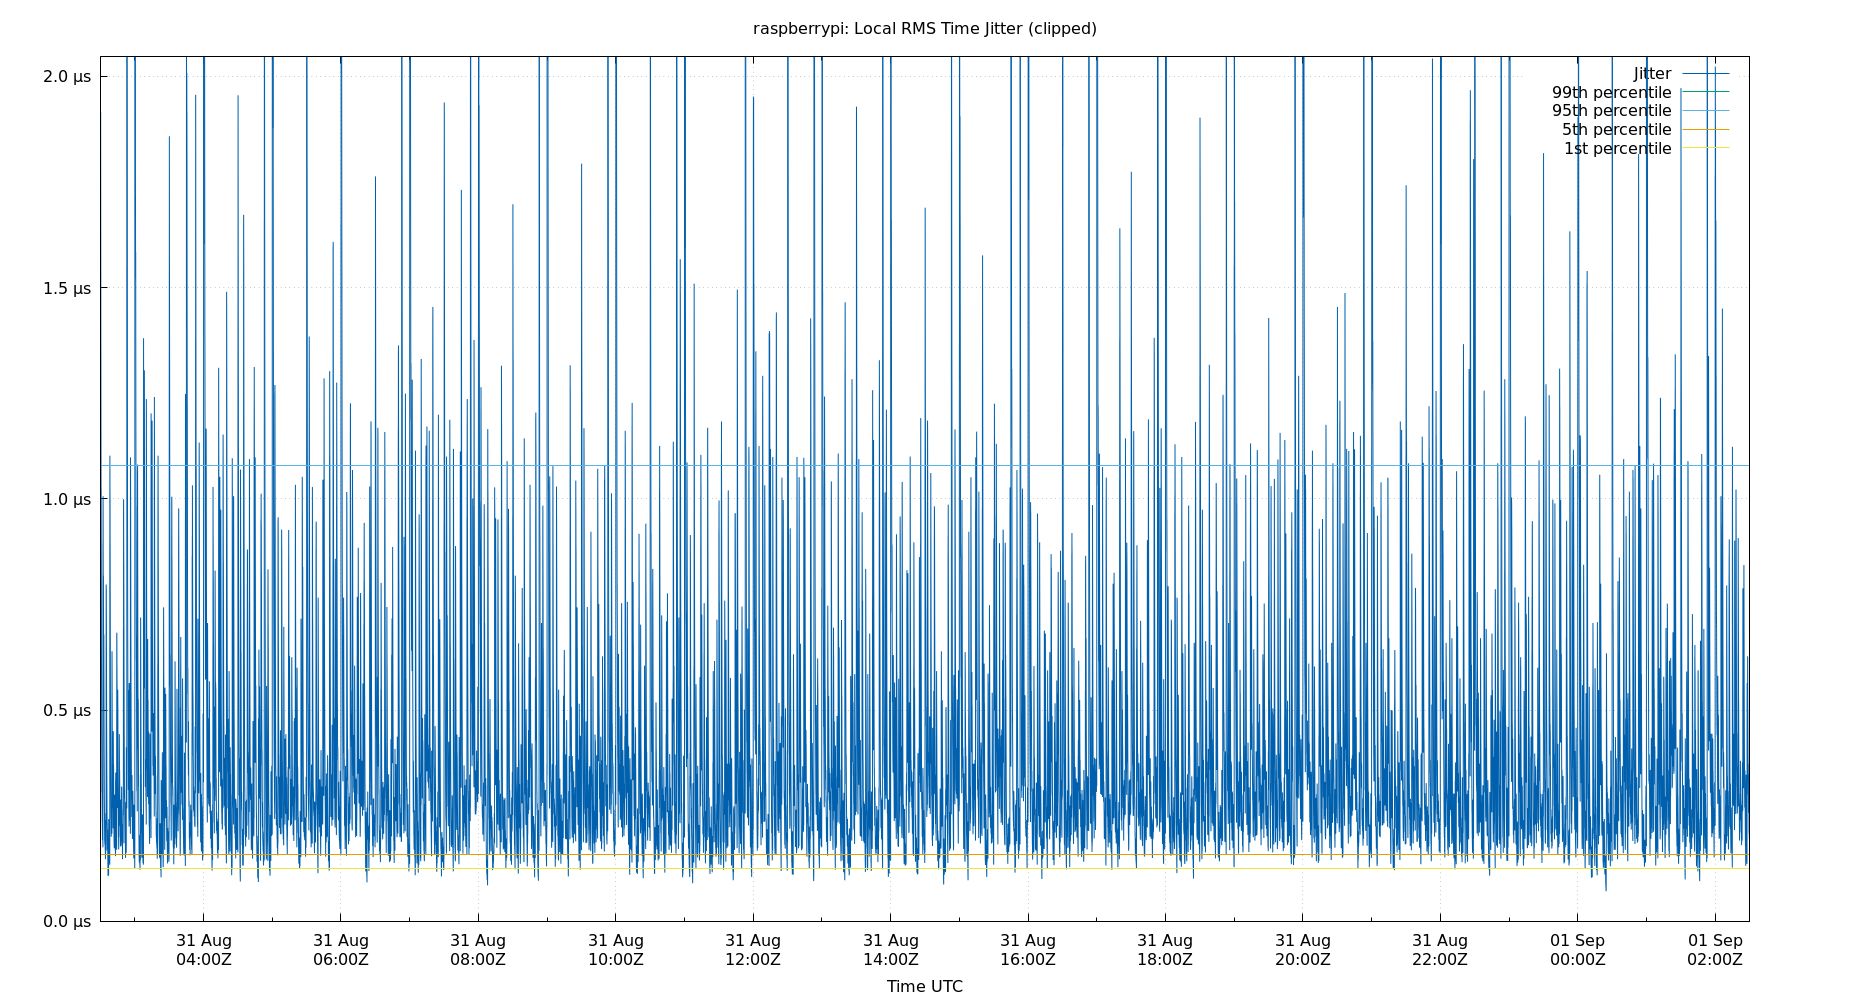 raspberrypi: Local RMS Time Jitter (clipped)
2.0 µs
1.5 µs
1.0 µs
0.5 µs
0.0 µs
Jitter
99th percentile
95th percentile
5th percentile
1st percentile
31 Aug 31 Aug 31 Aug 31 Aug 31 Aug 31 Aug 31 Aug 31 Aug 31 Aug 31 Aug 01 Sep 01 Sep
04:00Z 06:00Z 08:00Z 10:00Z 12:00Z 14:00Z 16:00Z 18:00Z 20:00Z 22:00Z 00:00Z 02:00Z
Time UTC